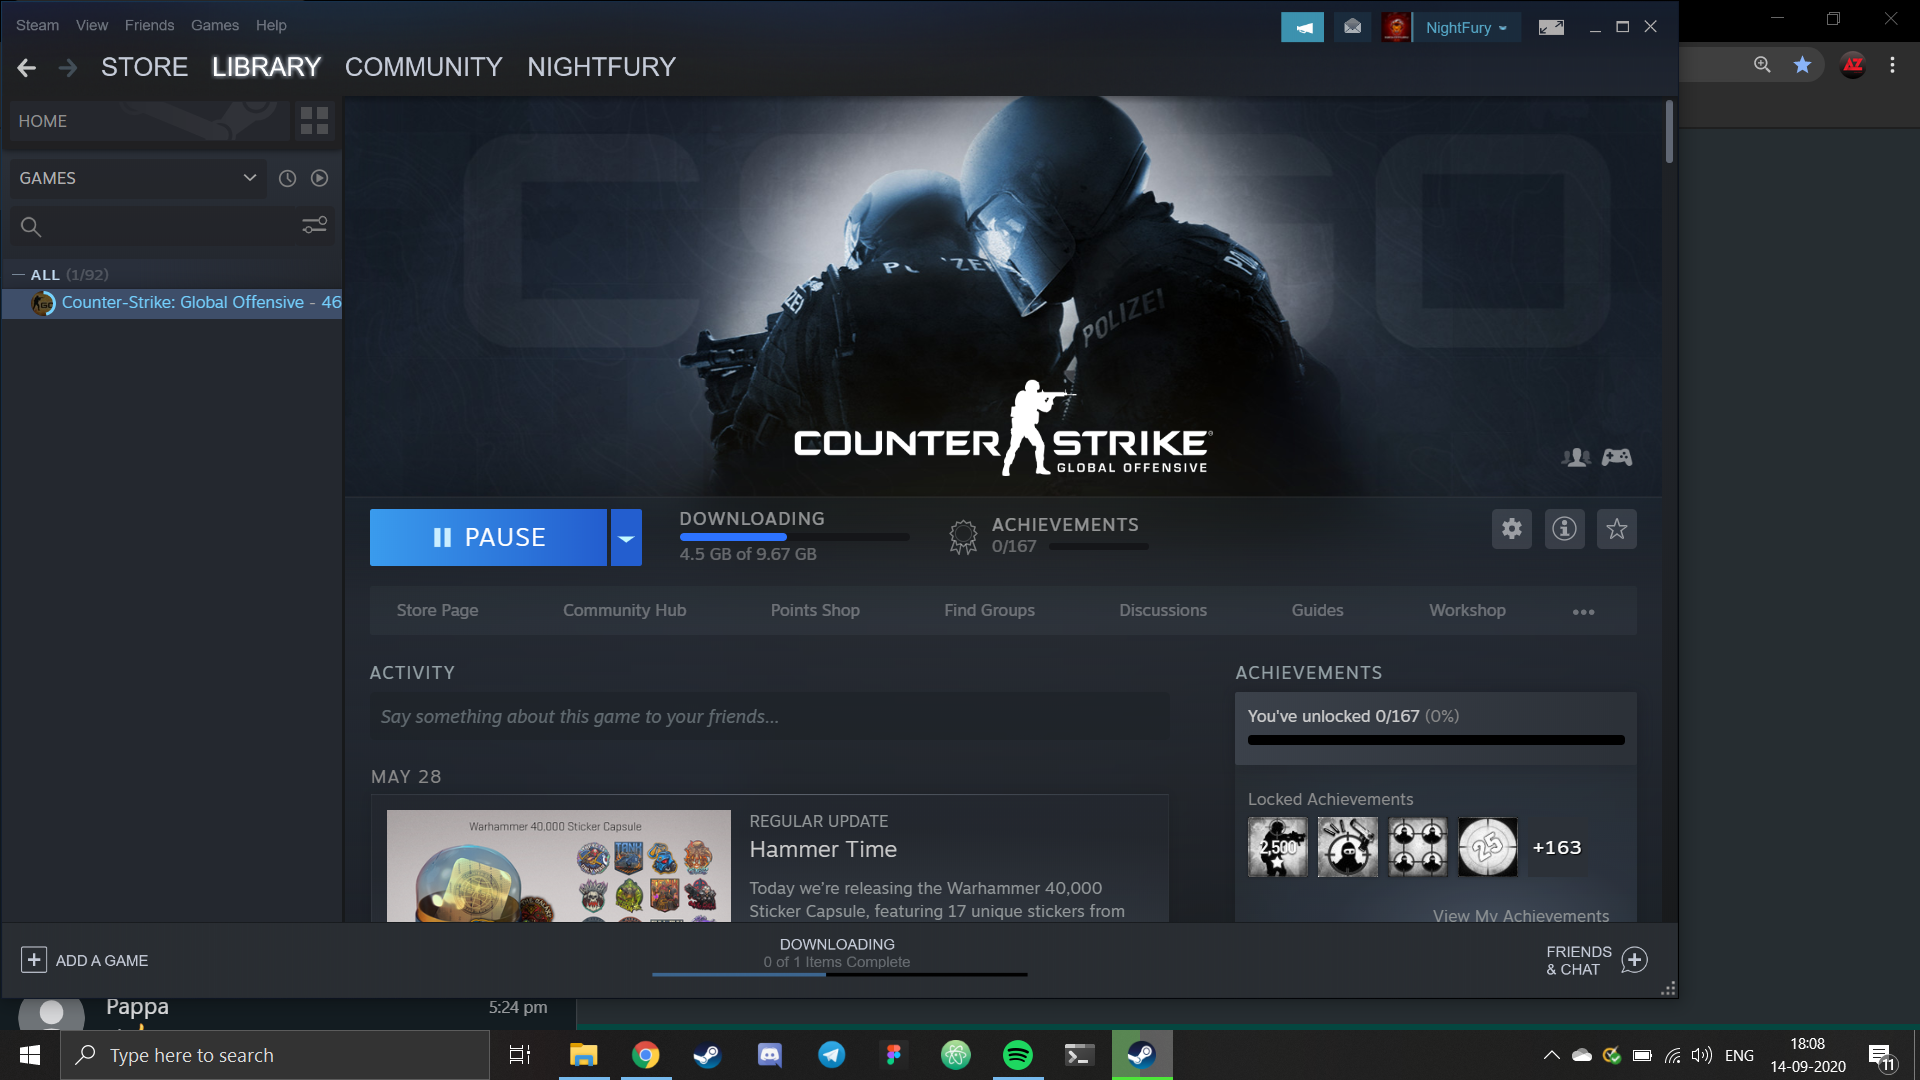 Steam View Friends Games Help
NightFury
STORE LIBRARY COMMUNITY NIGHTFURY
HOME
GAMES
ALL (1/92)
Counter-Strike: Global Offensive - 46
POLIZEI
POLIZEI
COUNTER STRIKE
GLOBAL OFFENSIVE
PAUSE
DOWNLOADING
4.5 GB of 9.67 GB
ACHIEVEMENTS
0/167
Store Page
Community Hub
Points Shop
Find Groups
Discussions
Guides
Workshop
ACTIVITY
Say something about this game to your friends...
MAY 28
Warhammer 40,000 Sticker Capsule
REGULAR UPDATE
Hammer Time
Today we're releasing the Warhammer 40,000
Sticker Capsule, featuring 17 unique stickers from
ACHIEVEMENTS
You've unlocked 0/167 (0%)
Locked Achievements
2,500
25
+163
View My Achievements
ADD A GAME
DOWNLOADING
0 of 1 Items Complete
FRIENDS
& CHAT
Pappa
5:24 pm
Type here to search
ENG
18:08
14-09-2020
11